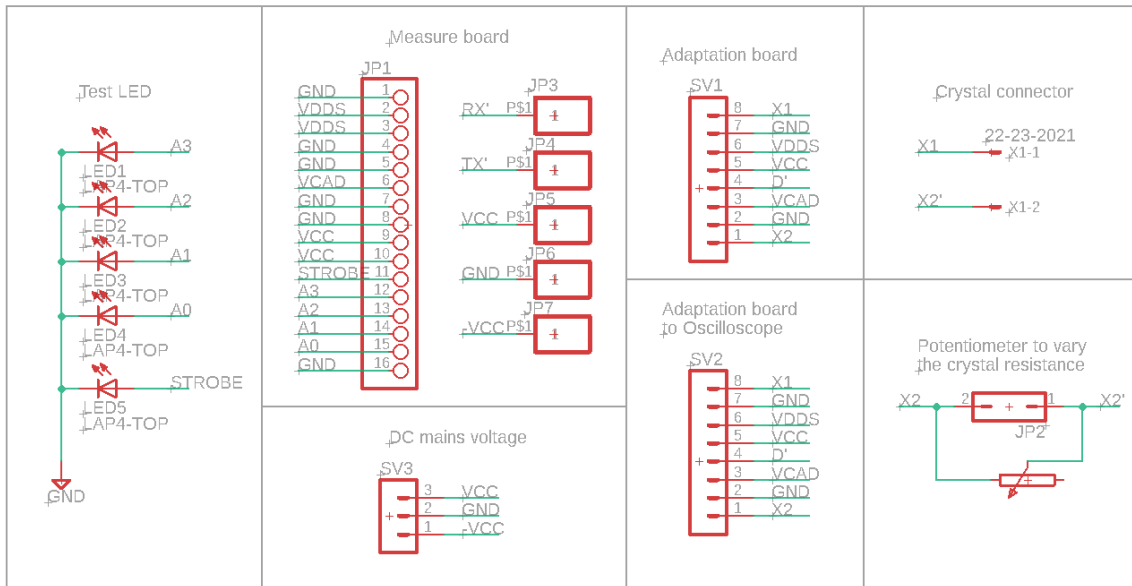 Test LED
A3
LED1
LAP4-TOP
A2
LED2
LAP4-TOP
A1
LED3
LAP4-TOP
A0
LED4
LAP4-TOP
STROBE
LED5
LAP4-TOP
GND
Measure board
JP1
GND 1
VDDS 2
VDDS 3
GND 4
GND 5
VCAD 6
GND 7
GND 8
VCC 9
VCC 10
STROBE 11
A3 12
A2 13
A1 14
A0 15
GND 16
JP3
RX' P$1 1
JP4
TX' P$1 1
JP5
VCC P$1 1
JP6
GND P$1 1
JP7
-VCC P$1 1
DC mains voltage
SV3
3 VCC
2 GND
1 -VCC
Adaptation board
SV1
8 X1
7 GND
6 VDDS
5 VCC
4 D'
3 VCAD
2 GND
1 X2
Adaptation board
to Oscilloscope
SV2
8 X1
7 GND
6 VDDS
5 VCC
4 D'
3 VCAD
2 GND
1 X2
Crystal connector
22-23-2021
X1 X1-1
X2' X1-2
Potentiometer to vary
the crystal resistance
X2 2 1 X2'
JP2